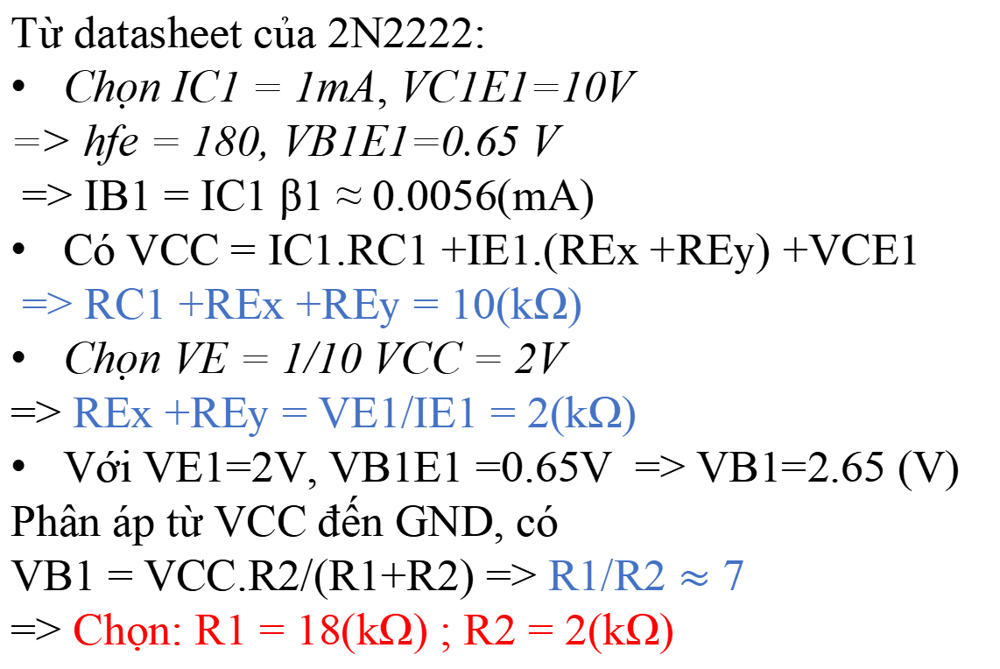 Từ datasheet của 2N2222:
• Chọn IC1 = 1mA, VC1E1=10V
=> hfe = 180, VB1E1=0.65 V
=> IB1 = IC1 β1 ≈ 0.0056(mA)
• Có VCC = IC1.RC1 +IE1.(REx +REy) +VCE1
=> RC1 +REx +REy = 10(kΩ)
• Chọn VE = 1/10 VCC = 2V
=> REx +REy = VE1/IE1 = 2(kΩ)
• Với VE1=2V, VB1E1 =0.65V => VB1=2.65 (V)
Phân áp từ VCC đến GND, có
VB1 = VCC.R2/(R1+R2) => R1/R2 ≈ 7
=> Chọn: R1 = 18(kΩ) ; R2 = 2(kΩ)